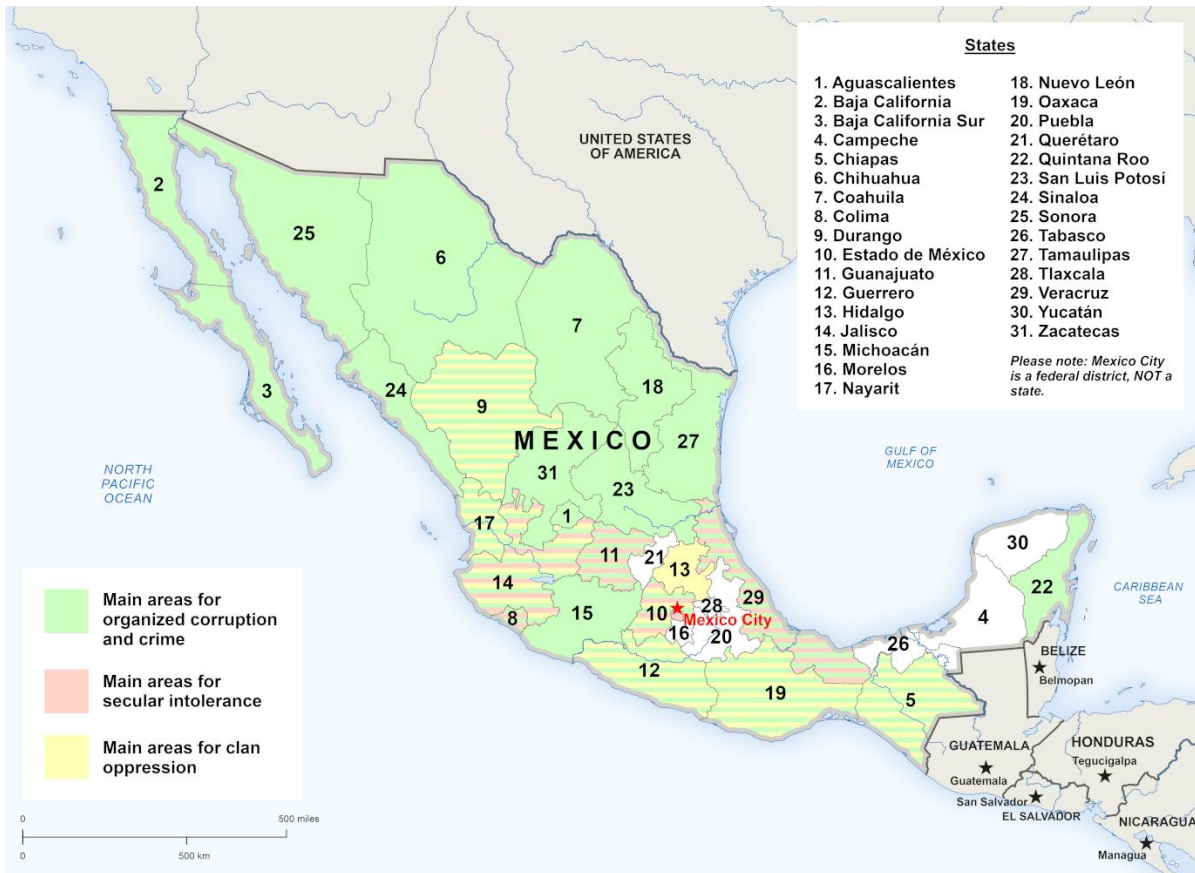 States
1. Aguascalientes
2. Baja California
3. Baja California Sur
4. Campeche
5. Chiapas
6. Chihuahua
7. Coahuila
8. Colima
9. Durango
10. Estado de México
11. Guanajuato
12. Guerrero
13. Hidalgo
14. Jalisco
15. Michoacán
16. Morelos
17. Nayarit
18. Nuevo León
19. Oaxaca
20. Puebla
21. Querétaro
22. Quintana Roo
23. San Luis Potosí
24. Sinaloa
25. Sonora
26. Tabasco
27. Tamaulipas
28. Tlaxcala
29. Veracruz
30. Yucatán
31. Zacatecas
Please note: Mexico City
is a federal district, NOT a
state.
UNITED STATES
OF AMERICA
2
25
6
7
3
24
9
18
MEXICO
27
31
23
NORTH
PACIFIC
OCEAN
GULF OF
MEXICO
17
1
11
21
13
30
14
8
15
10
28
29
Mexico City
16
20
22
4
26
CARIBBEAN
SEA
12
19
5
BELIZE
Belmopan
GUATEMALA
Guatemala
HONDURAS
Tegucigalpa
San Salvador
EL SALVADOR
NICARAGUA
Managua
Main areas for
organized corruption
and crime
Main areas for
secular intolerance
Main areas for clan
oppression
0
500 miles
0
500 km